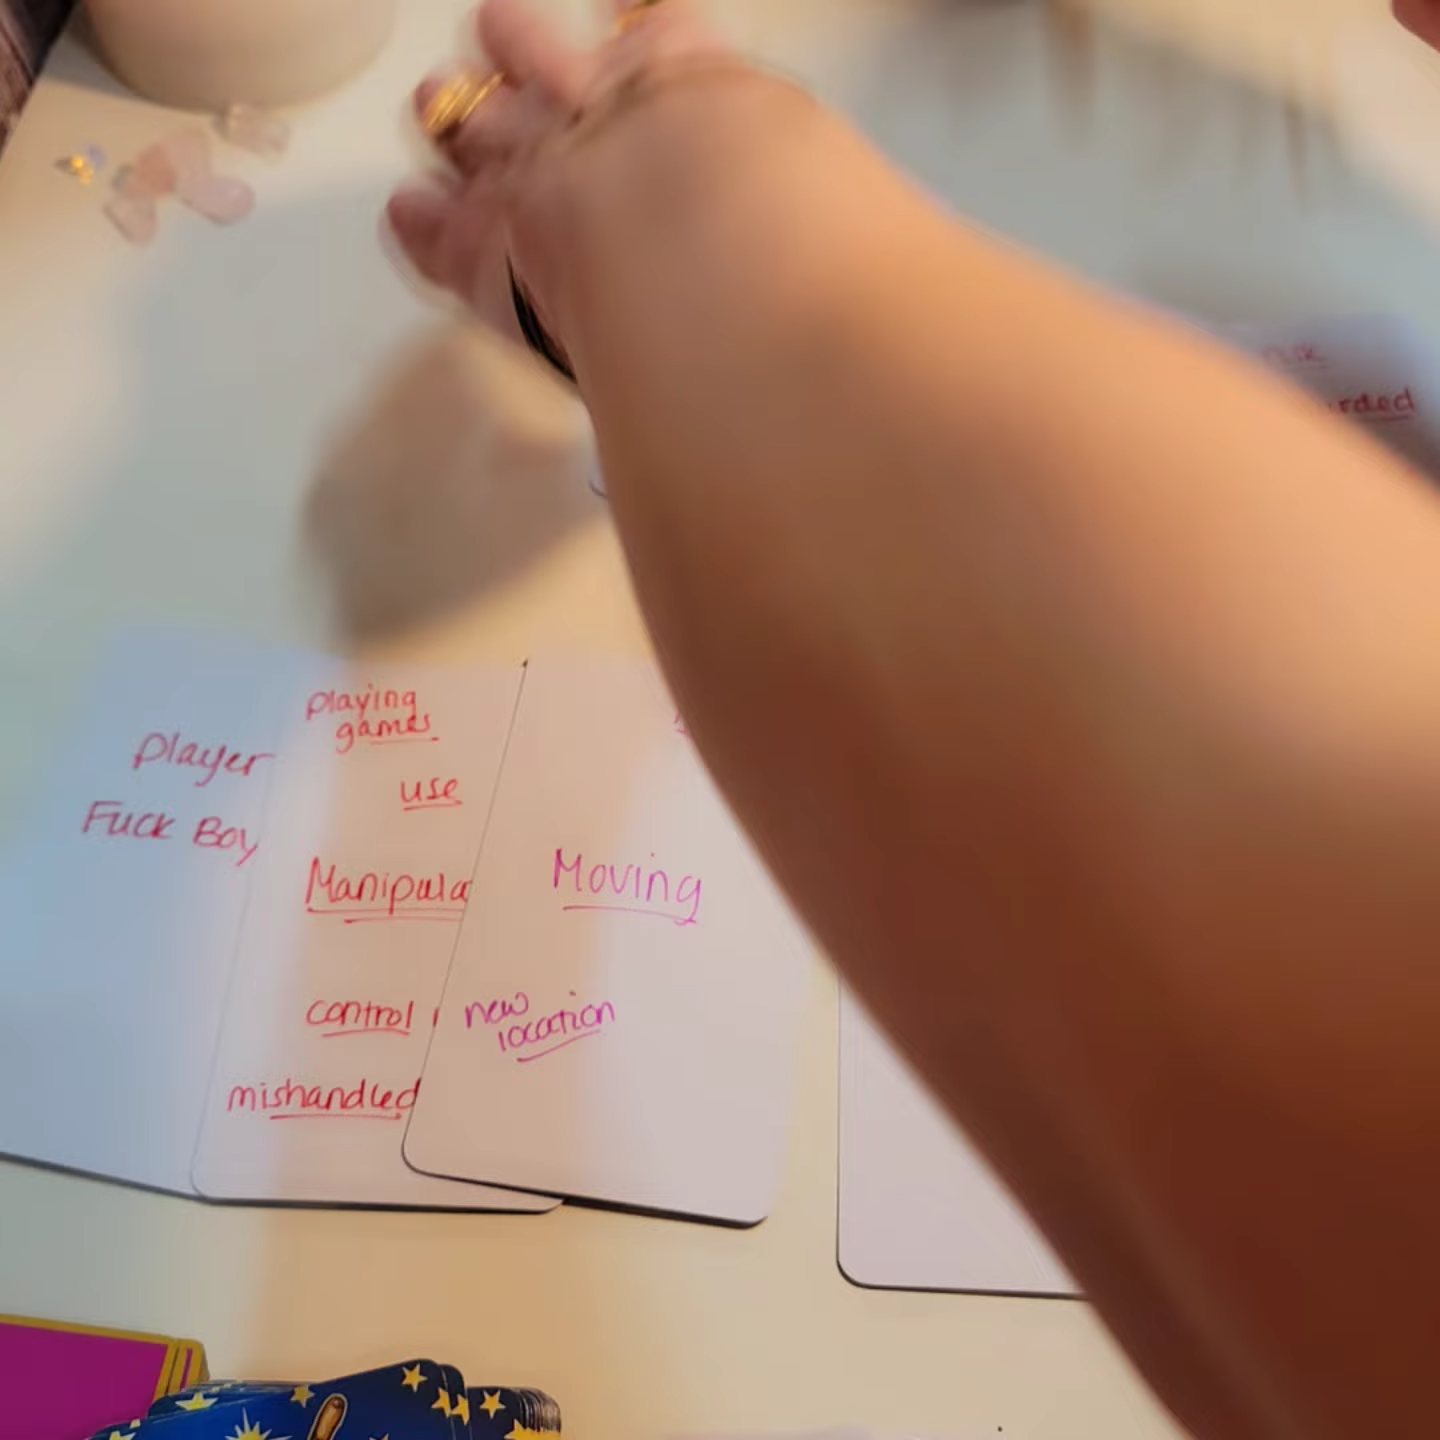 Player
Fuck Boy
playing
games
use
Manipula
control
mishandled
Moving
new
location